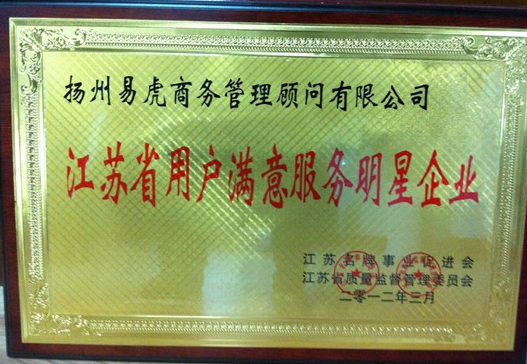 扬州易虎商务管理顾问有限公司
江苏省用户满意服务明星企业
江苏名牌事业促进会
江苏省质量监督管理委员会
二零一二年三月